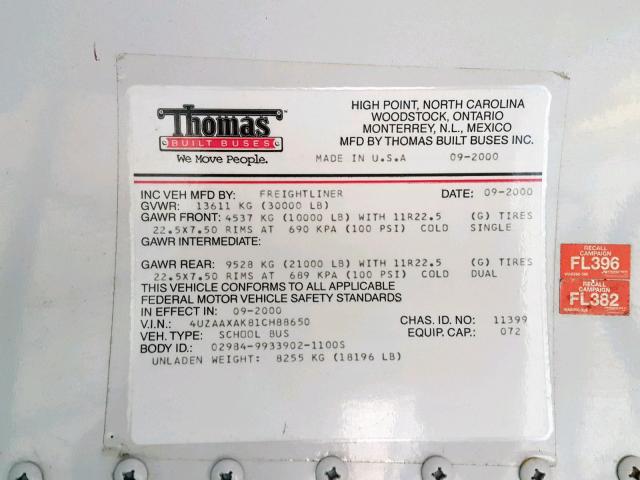 Thomas
BUILT BUSES
We Move People.
HIGH POINT, NORTH CAROLINA
WOODSTOCK, ONTARIO
MONTERREY, N.L., MEXICO
MFD BY THOMAS BUILT BUSES INC.
MADE IN U.S.A 09-2000
INC VEH MFD BY: FREIGHTLINER DATE: 09-2000
GVWR: 13611 KG (30000 LB)
GAWR FRONT: 4537 KG (10000 LB) WITH 11R22.5 (G) TIRES
22.5X7.50 RIMS AT 690 KPA (100 PSI) COLD SINGLE
GAWR INTERMEDIATE:
GAWR REAR: 9528 KG (21000 LB) WITH 11R22.5 (G) TIRES
22.5X7.50 RIMS AT 689 KPA (100 PSI) COLD DUAL
THIS VEHICLE CONFORMS TO ALL APPLICABLE
FEDERAL MOTOR VEHICLE SAFETY STANDARDS
IN EFFECT IN: 09-2000
V.I.N.: 4UZAAXAK81CH88650 CHAS. ID. NO: 11399
VEH. TYPE: SCHOOL BUS EQUIP. CAP.: 072
BODY ID.: 02984-9933902-1100S
UNLADEN WEIGHT: 8255 KG (18196 LB)
RECALL
CAMPAIGN
FL396
RECALL
CAMPAIGN
FL382